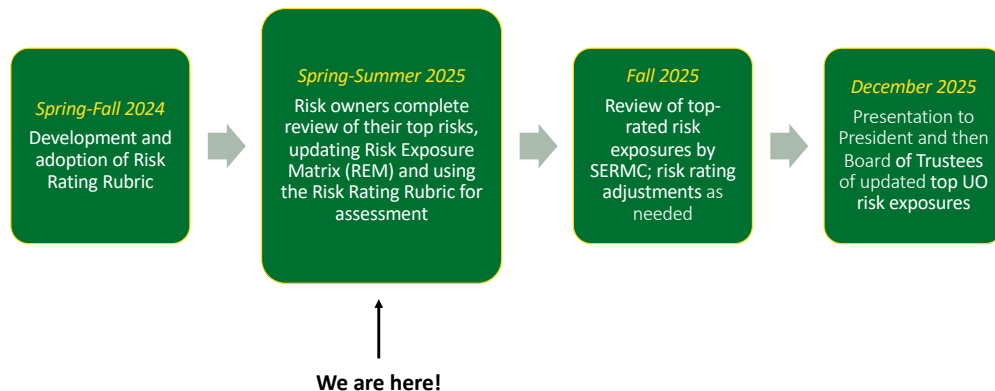 Spring-Fall 2024
Development and
adoption of Risk
Rating Rubric
Spring-Summer 2025
Risk owners complete
review of their top risks,
updating Risk Exposure
Matrix (REM) and using
the Risk Rating Rubric for
assessment
Fall 2025
Review of top-
rated risk
exposures by
SERMC; risk rating
adjustments as
needed
December 2025
Presentation to
President and then
Board of Trustees
of updated top UO
risk exposures
We are here!